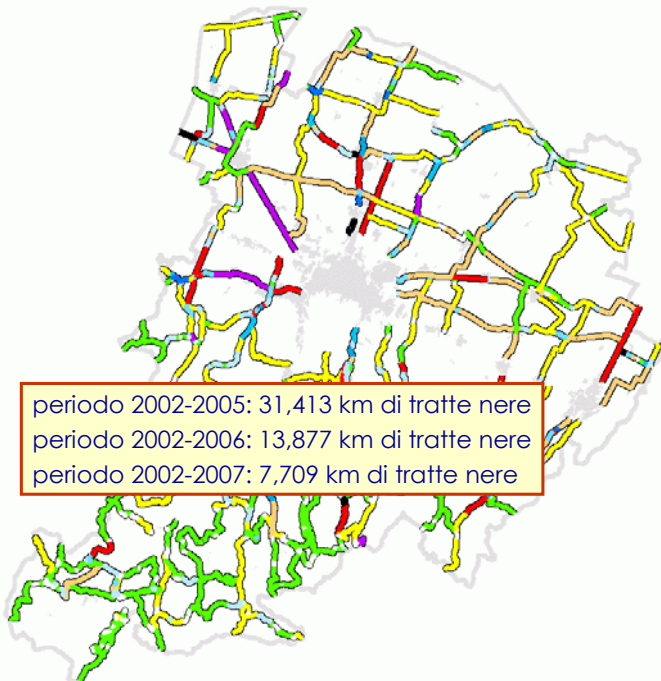 periodo 2002-2005: 31,413 km di tratte nere
periodo 2002-2006: 13,877 km di tratte nere
periodo 2002-2007: 7,709 km di tratte nere